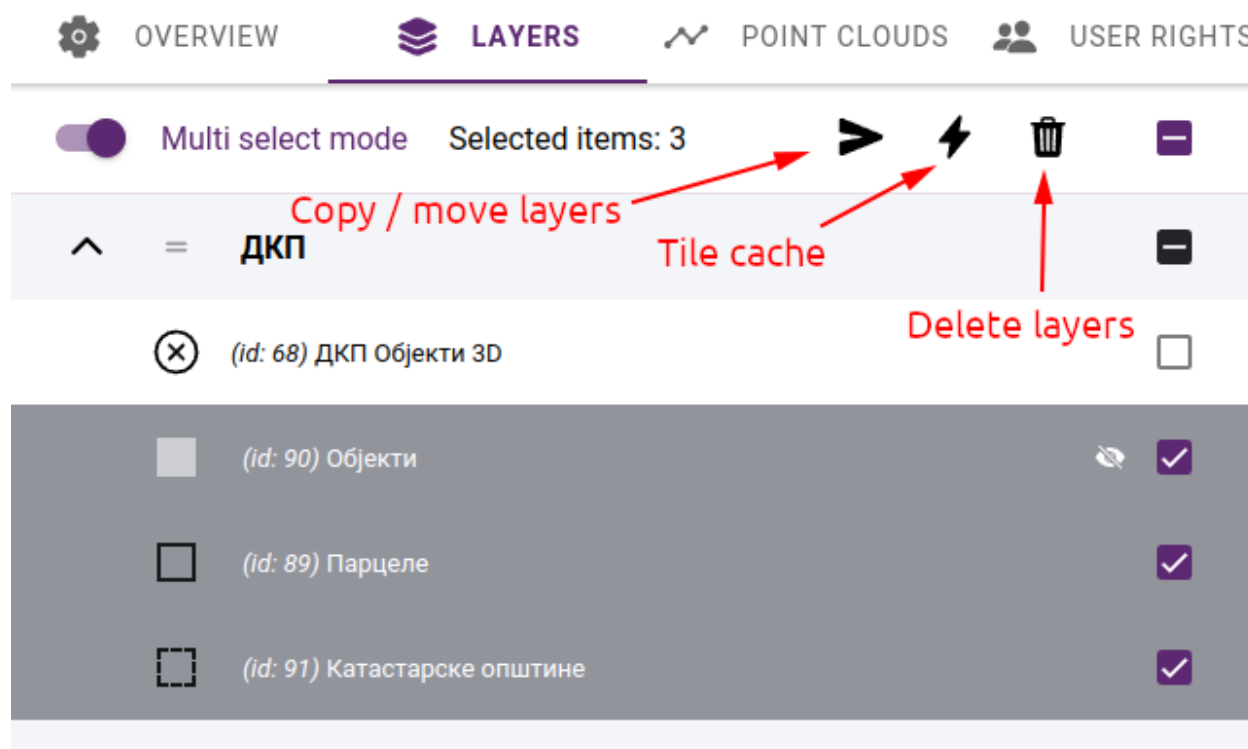 OVERVIEW LAYERS POINT CLOUDS USER RIGHTS
Multi select mode Selected items: 3
Copy / move layers
Tile cache
ДКП
Delete layers
(id: 68) ДКП Објекти 3D
(id: 90) Објекти
(id: 89) Парцеле
(id: 91) Катастарске општине